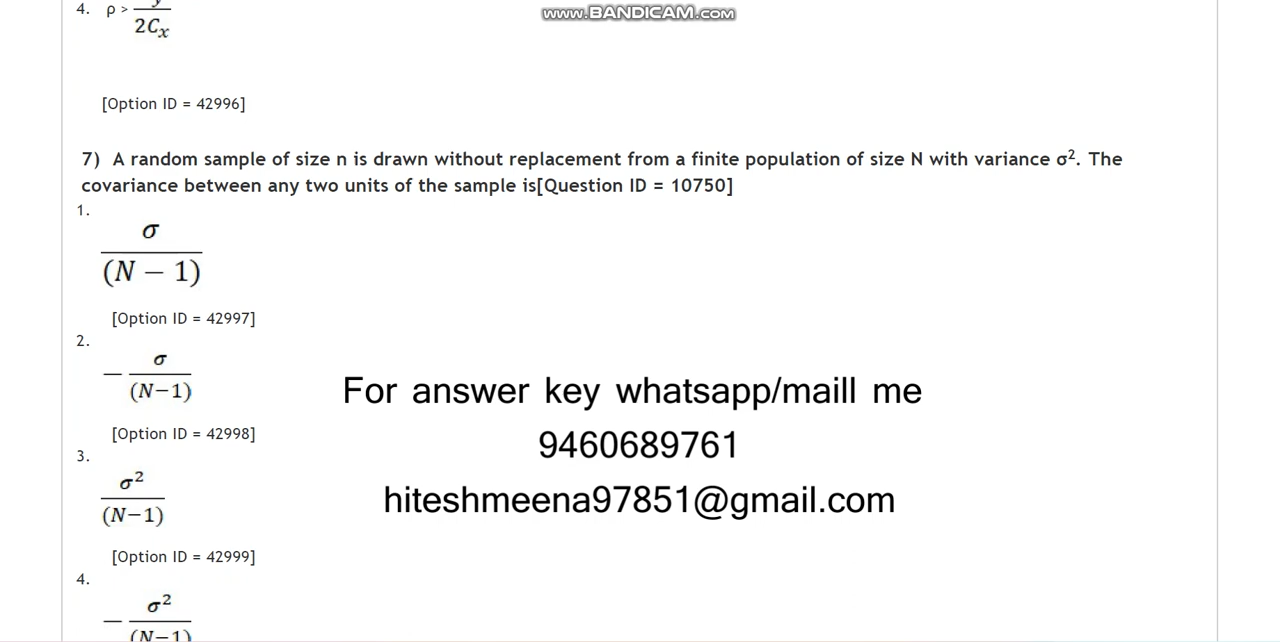 www.BANDICAM.com
4. ρ >
2Cₓ
[Option ID = 42996]
7) A random sample of size n is drawn without replacement from a finite population of size N with variance σ². The
covariance between any two units of the sample is[Question ID = 10750]
1.
σ
(N − 1)
[Option ID = 42997]
2.
− σ
(N−1)
[Option ID = 42998]
3.
σ²
(N−1)
[Option ID = 42999]
4.
− σ²
(N−1)
For answer key whatsapp/maill me
9460689761
hiteshmeena97851@gmail.com